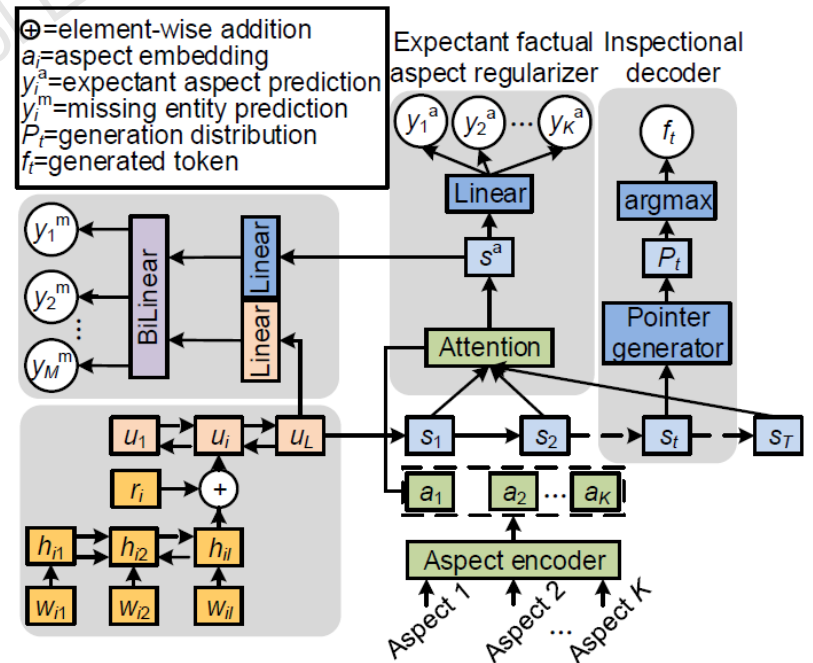 ⊕=element-wise addition
aᵢ=aspect embedding
yᵢᵃ=expectant aspect prediction
yᵢᵐ=missing entity prediction
Pₜ=generation distribution
fₜ=generated token
Expectant factual
aspect regularizer
Inspectional
decoder
y₁ᵃ y₂ᵃ ... y_Kᵃ
fₜ
Linear
argmax
sᵃ
Pₜ
Attention
Pointer
generator
y₁ᵐ
y₂ᵐ
...
y_Mᵐ
BiLinear
Linear
Linear
u₁ uᵢ u_L
s₁ s₂ sₜ s_T
rᵢ +
a₁ a₂ ... a_K
hᵢ₁ hᵢ₂ hᵢₗ
Aspect encoder
wᵢ₁ wᵢ₂ wᵢₗ
Aspect 1 Aspect 2 ... Aspect K